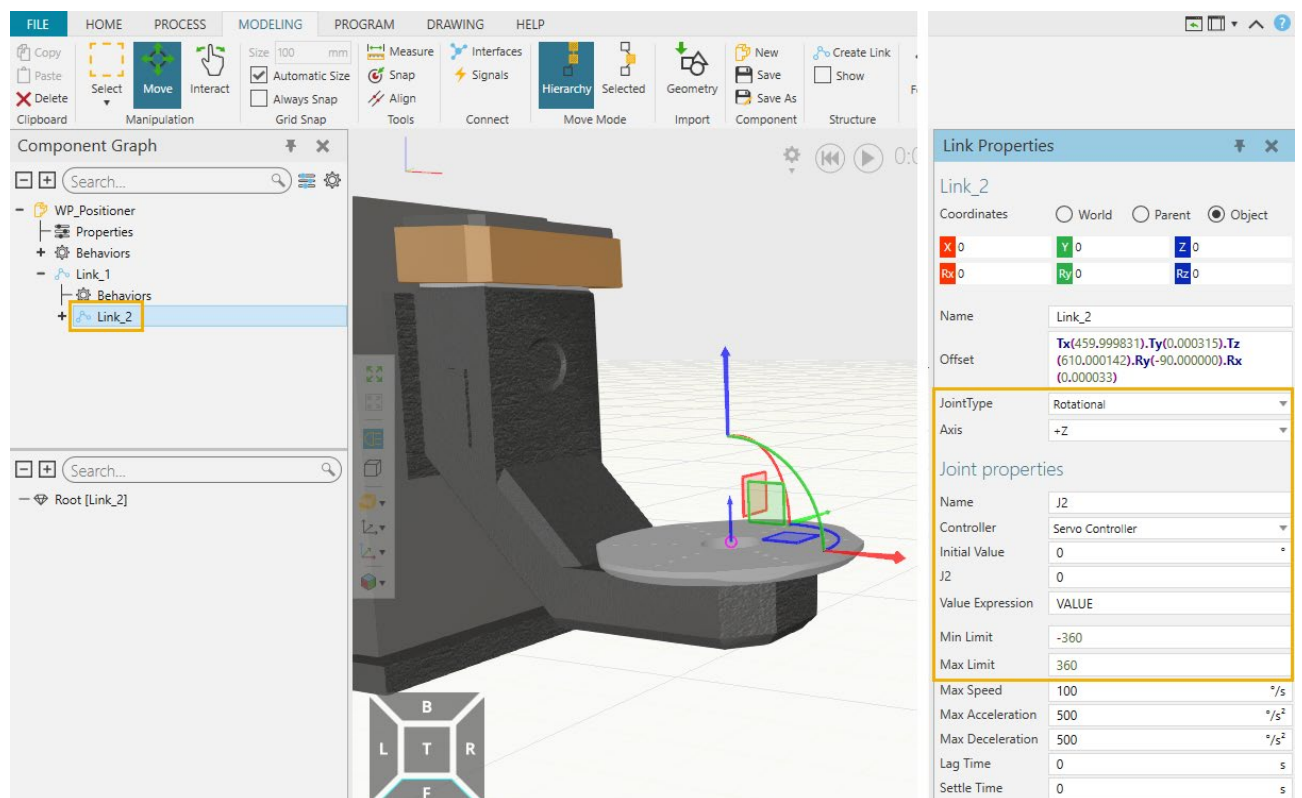 FILE HOME PROCESS MODELING PROGRAM DRAWING HELP
Copy
Paste
Delete
Clipboard
Select
Move
Interact
Manipulation
Size 100 mm
Automatic Size
Always Snap
Grid Snap
Measure
Snap
Align
Tools
Interfaces
Signals
Connect
Hierarchy
Selected
Move Mode
Geometry
Import
New
Save
Save As
Component
Create Link
Show
Structure
Component Graph
Search...
WP_Positioner
Properties
Behaviors
Link_1
Behaviors
Link_2
Search...
Root [Link_2]
B
L T R
F
Link Properties
Link_2
Coordinates World Parent Object
X 0 Y 0 Z 0
Rx 0 Ry 0 Rz 0
Name Link_2
Offset Tx(459.999831).Ty(0.000315).Tz
(610.000142).Ry(-90.000000).Rx
(0.000033)
JointType Rotational
Axis +Z
Joint properties
Name J2
Controller Servo Controller
Initial Value 0 °
J2 0
Value Expression VALUE
Min Limit -360
Max Limit 360
Max Speed 100 °/s
Max Acceleration 500 °/s²
Max Deceleration 500 °/s²
Lag Time 0 s
Settle Time 0 s